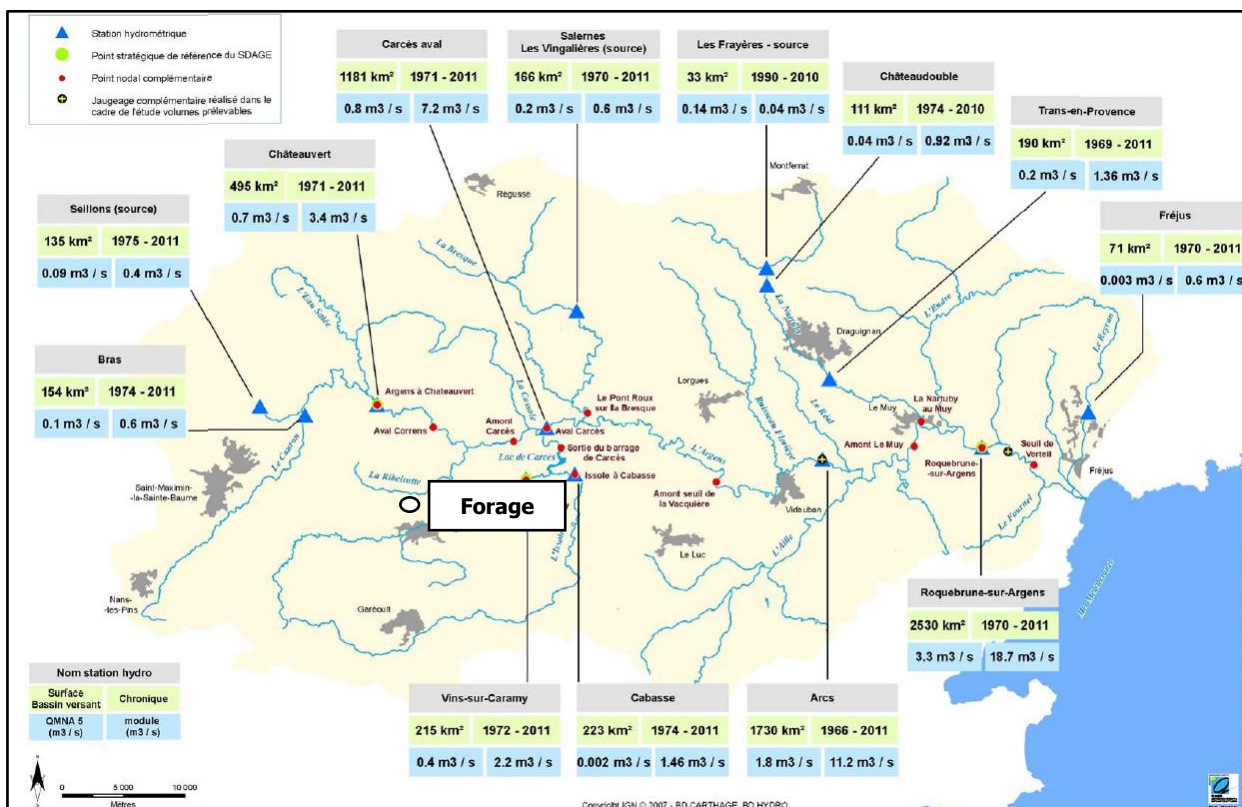 Station hydrométrique
Point stratégique de référence du SDAGE
Point nodal complémentaire
Jaugeage complémentaire réalisé dans le
cadre de l'étude volumes prélevables
Carcès aval
1181 km² 1971 - 2011
0.8 m3 / s 7.2 m3 / s
Salernes
Les Vingalières (source)
166 km² 1970 - 2011
0.2 m3 / s 0.6 m3 / s
Les Frayères - source
33 km² 1990 - 2010
0.14 m3 / s 0.04 m3 / s
Châteaudouble
111 km² 1974 - 2010
0.04 m3 / s 0.92 m3 / s
Trans-en-Provence
190 km² 1969 - 2011
0.2 m3 / s 1.36 m3 / s
Châteauvert
495 km² 1971 - 2011
0.7 m3 / s 3.4 m3 / s
Seillons (source)
135 km² 1975 - 2011
0.09 m3 / s 0.4 m3 / s
Fréjus
71 km² 1970 - 2011
0.003 m3 / s 0.6 m3 / s
Bras
154 km² 1974 - 2011
0.1 m3 / s 0.6 m3 / s
Régusse
Montferrat
La Bresque
L'Eau Salée
La Nartuby
L'Endre
Le Reyran
Draguignan
Argens à Chateauvert
Aval Correns
Amont
Carcès
La Cassole
Le Pont Roux
sur la Bresque
Aval Carcès
Sortie du barrage
de Carcès
Lac de Carcès
Issole à Cabasse
Lorgues
Le Réal
Le Muy
La Nartuby
au Muy
Amont Le Muy
Roquebrune-
sur-Argens
Seuil de
Verteil
Fréjus
L'Argens
Amont seuil de
la Vacquière
Vidauban
Le Fournel
L'Aille
Le Luc
Saint-Maximin-
la-Sainte-Baume
La Ribeirotte
Forage
L'Issole
Garéoult
Nans-
les-Pins
Roquebrune-sur-Argens
2530 km² 1970 - 2011
3.3 m3 / s 18.7 m3 / s
Vins-sur-Caramy
215 km² 1972 - 2011
0.4 m3 / s 2.2 m3 / s
Cabasse
223 km² 1974 - 2011
0.002 m3 / s 1.46 m3 / s
Arcs
1730 km² 1966 - 2011
1.8 m3 / s 11.2 m3 / s
Nom station hydro
Surface
Bassin versant
Chronique
QMNA 5
(m3 / s)
module
(m3 / s)
0 5 000 10 000
Mètres
Copyright IGN © 2007 - BD CARTHAGE, BD HYDRO